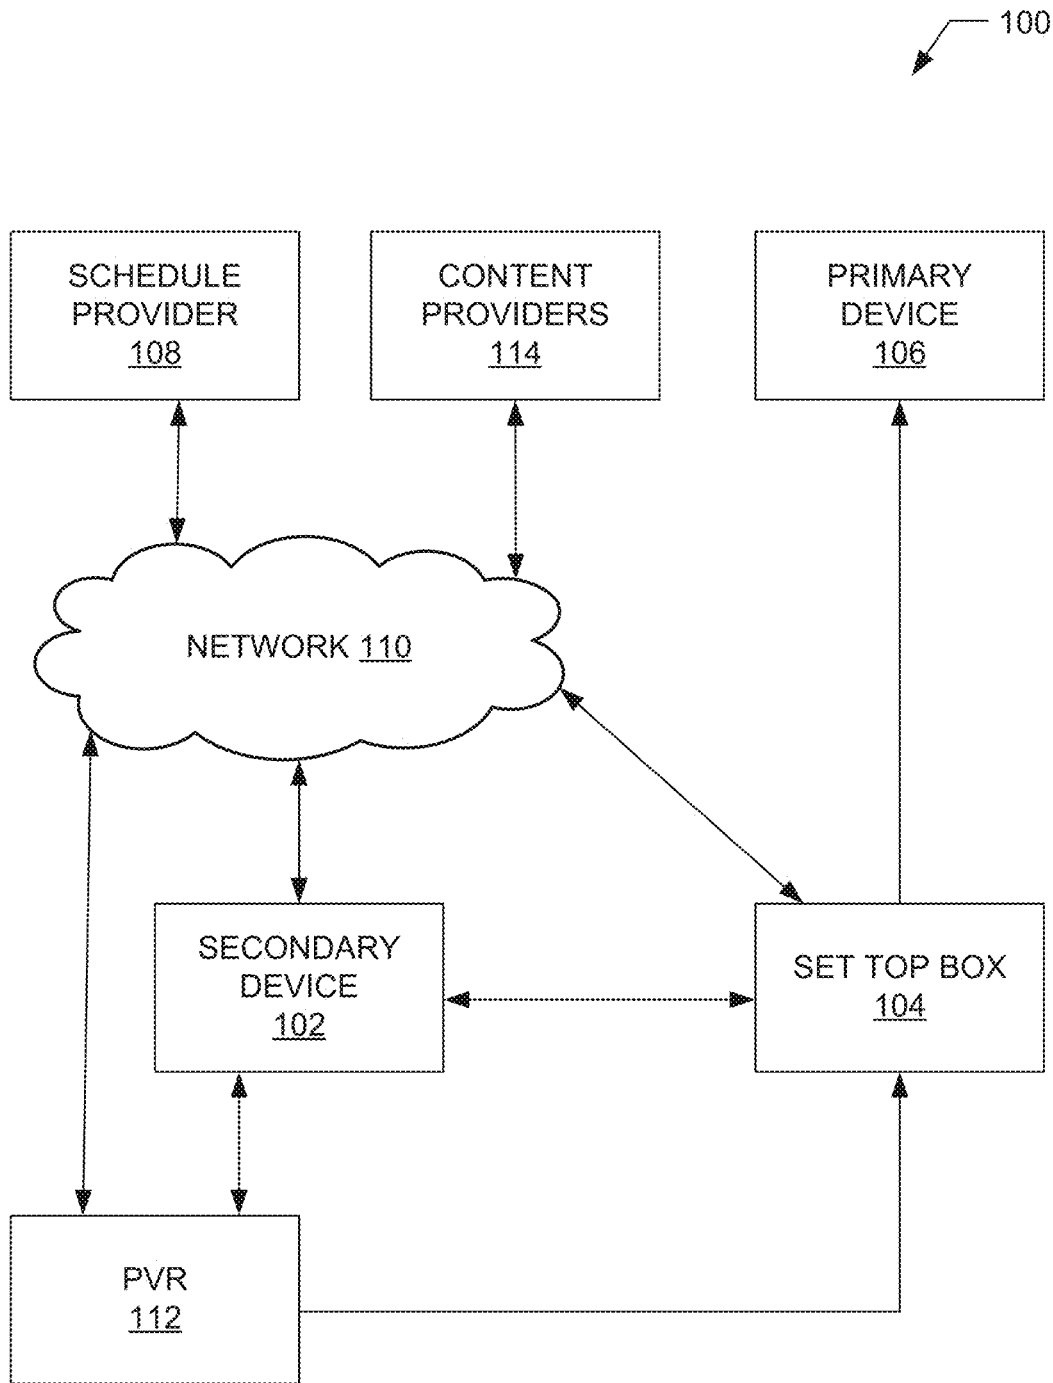 100
SCHEDULE
PROVIDER
108
CONTENT
PROVIDERS
114
PRIMARY
DEVICE
106
NETWORK 110
SECONDARY
DEVICE
102
SET TOP BOX
104
PVR
112